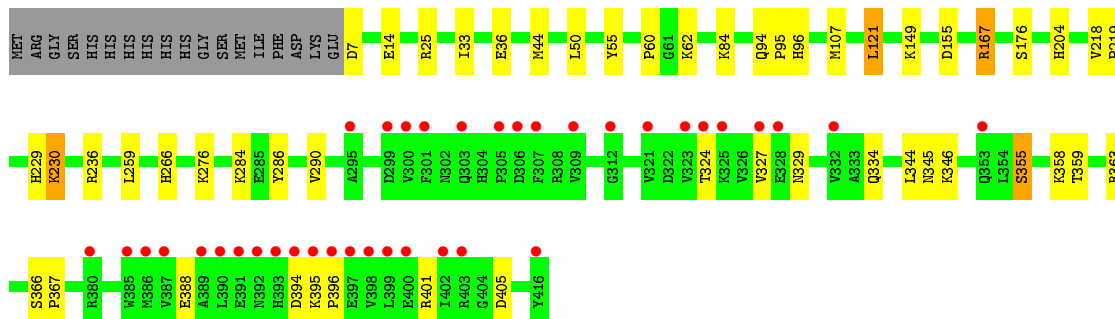 MET ARG GLY SER HIS HIS HIS HIS HIS HIS GLY SER MET ILE PHE ASP LYS GLU D7 E14 R25 I33 E36 M44 L50 Y55 P60 G61 K62 K84 Q94 P95 H96 M107 L121 K149 D155 R167 S176 H204 V218
H229 K230 R236 L259 H266 K276 K284 E285 Y286 V290 A295 D299 V300 F301 N302 Q303 H304 P305 D306 F307 R308 V309 G312 V321 D322 V323 T324 K325 V326 V327 E328 N329 V332 A333 Q334 L344 N345 K346 Q353 L354 S355 K358 T359
S366 P367 R380 W385 M386 V387 E388 A389 L390 E391 N392 H393 D394 K395 P396 E397 V398 L399 E400 R401 I402 R403 G404 D405 Y416